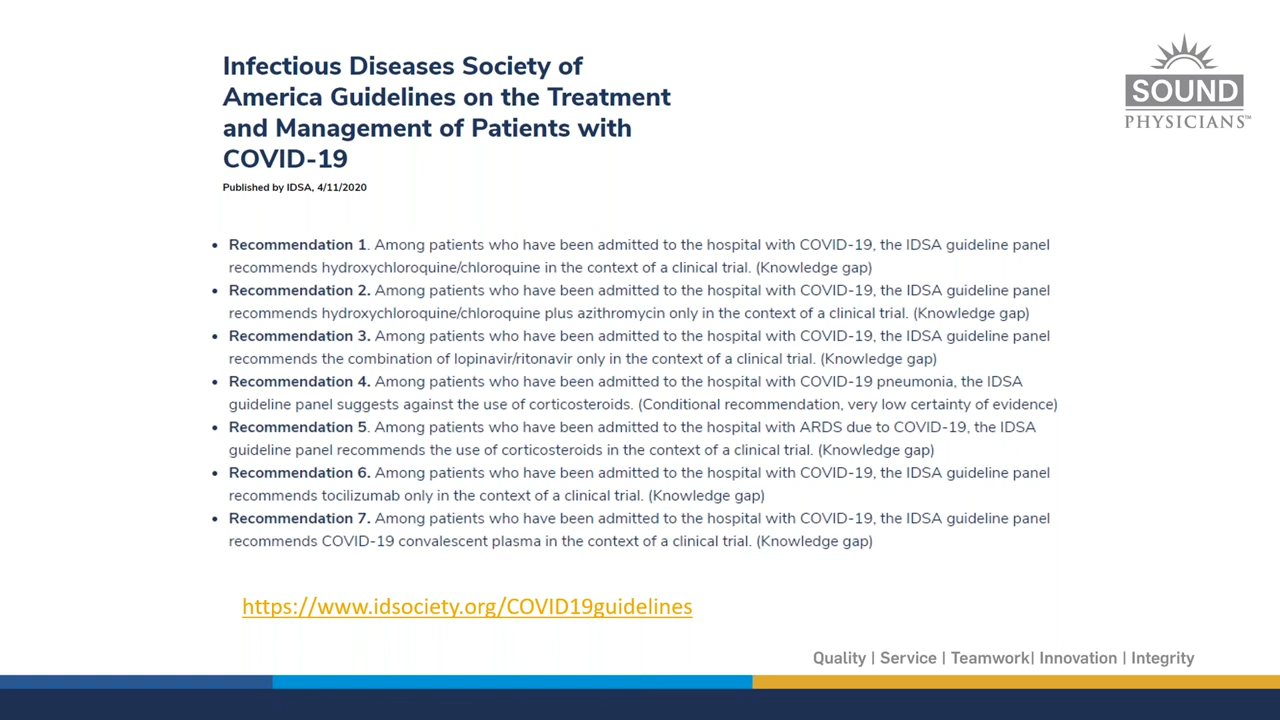 Infectious Diseases Society of
America Guidelines on the Treatment
and Management of Patients with
COVID-19
Published by IDSA, 4/11/2020
SOUND
PHYSICIANS™
• Recommendation 1. Among patients who have been admitted to the hospital with COVID-19, the IDSA guideline panel
recommends hydroxychloroquine/chloroquine in the context of a clinical trial. (Knowledge gap)
• Recommendation 2. Among patients who have been admitted to the hospital with COVID-19, the IDSA guideline panel
recommends hydroxychloroquine/chloroquine plus azithromycin only in the context of a clinical trial. (Knowledge gap)
• Recommendation 3. Among patients who have been admitted to the hospital with COVID-19, the IDSA guideline panel
recommends the combination of lopinavir/ritonavir only in the context of a clinical trial. (Knowledge gap)
• Recommendation 4. Among patients who have been admitted to the hospital with COVID-19 pneumonia, the IDSA
guideline panel suggests against the use of corticosteroids. (Conditional recommendation, very low certainty of evidence)
• Recommendation 5. Among patients who have been admitted to the hospital with ARDS due to COVID-19, the IDSA
guideline panel recommends the use of corticosteroids in the context of a clinical trial. (Knowledge gap)
• Recommendation 6. Among patients who have been admitted to the hospital with COVID-19, the IDSA guideline panel
recommends tocilizumab only in the context of a clinical trial. (Knowledge gap)
• Recommendation 7. Among patients who have been admitted to the hospital with COVID-19, the IDSA guideline panel
recommends COVID-19 convalescent plasma in the context of a clinical trial. (Knowledge gap)
https://www.idsociety.org/COVID19guidelines
Quality | Service | Teamwork| Innovation | Integrity